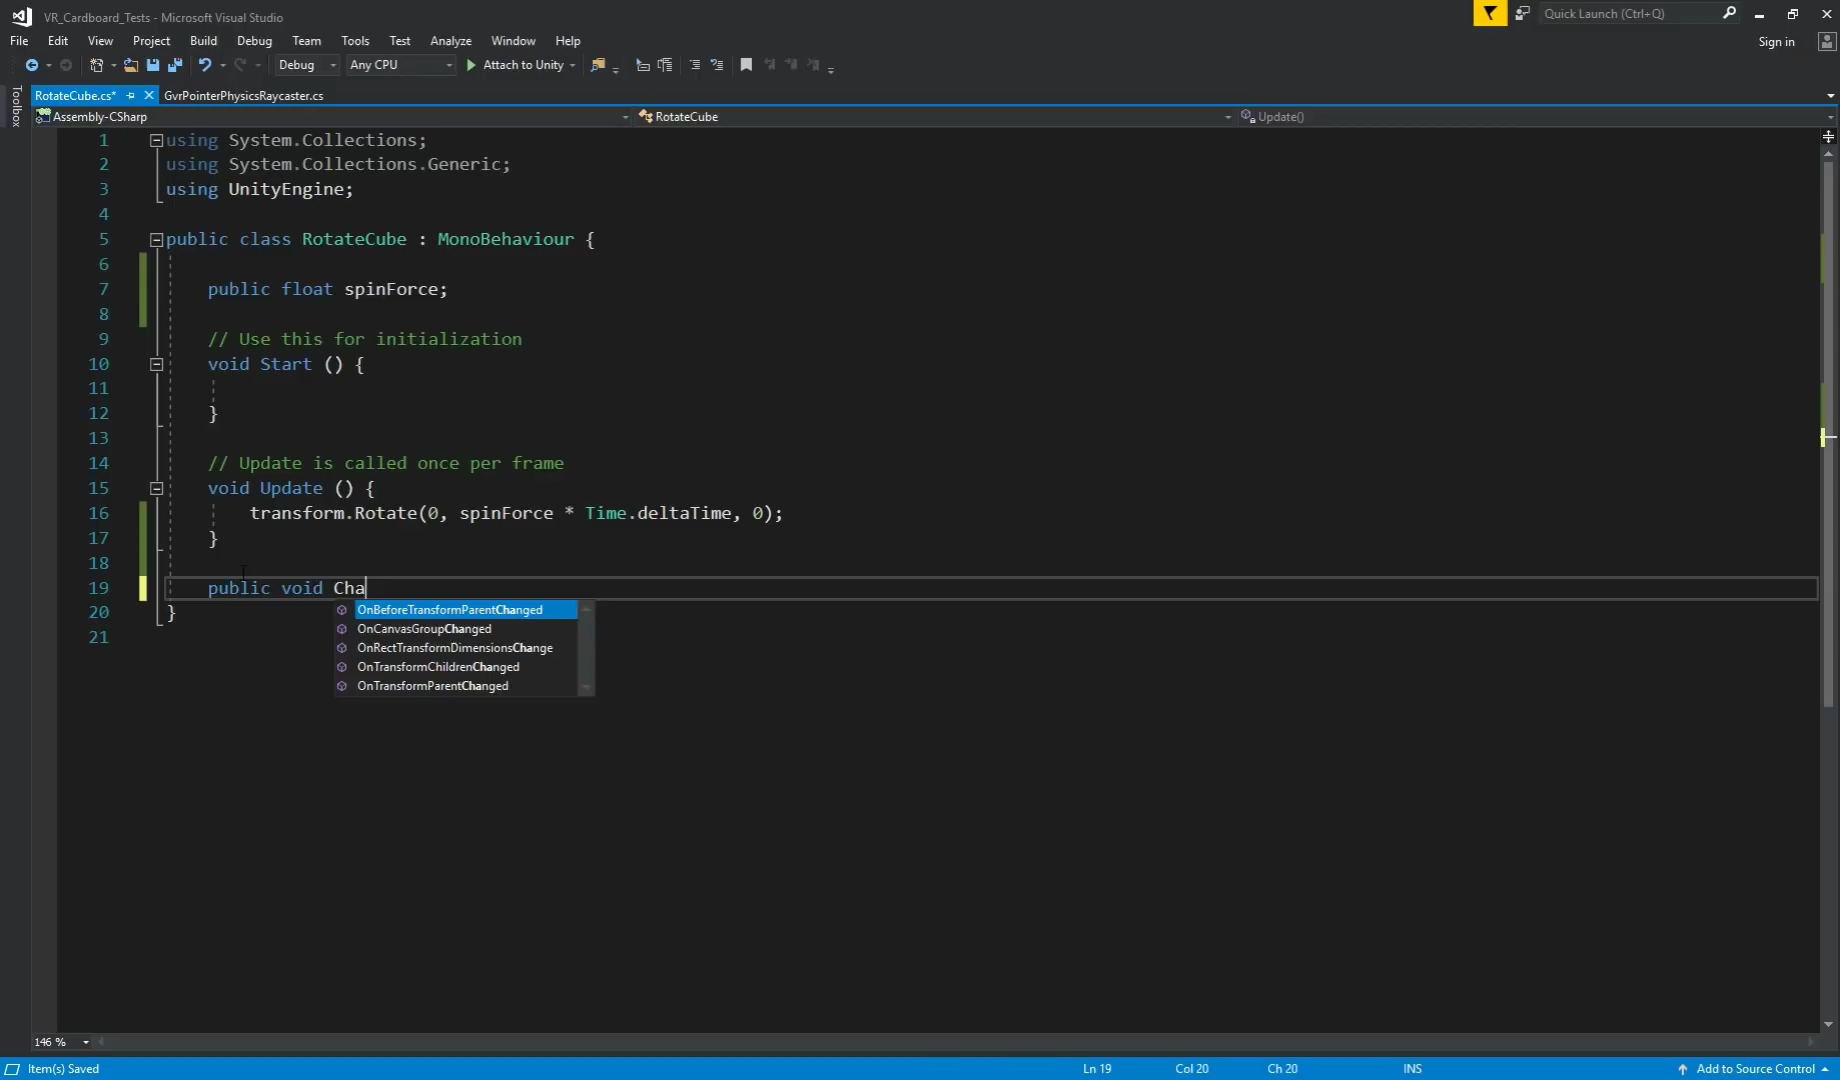 VR_Cardboard_Tests - Microsoft Visual Studio
Quick Launch (Ctrl+Q)
File Edit View Project Build Debug Team Tools Test Analyze Window Help
Sign in
Debug Any CPU Attach to Unity
RotateCube.cs* GvrPointerPhysicsRaycaster.cs
Toolbox
Assembly-CSharp RotateCube Update()
1 using System.Collections;
2 using System.Collections.Generic;
3 using UnityEngine;
4
5 public class RotateCube : MonoBehaviour {
6
7 public float spinForce;
8
9 // Use this for initialization
10 void Start () {
11
12 }
13
14 // Update is called once per frame
15 void Update () {
16 transform.Rotate(0, spinForce * Time.deltaTime, 0);
17 }
18
19 public void Cha
20 }
OnBeforeTransformParentChanged
OnCanvasGroupChanged
21
OnRectTransformDimensionsChange
OnTransformChildrenChanged
OnTransformParentChanged
146 %
Item(s) Saved Ln 19 Col 20 Ch 20 INS Add to Source Control